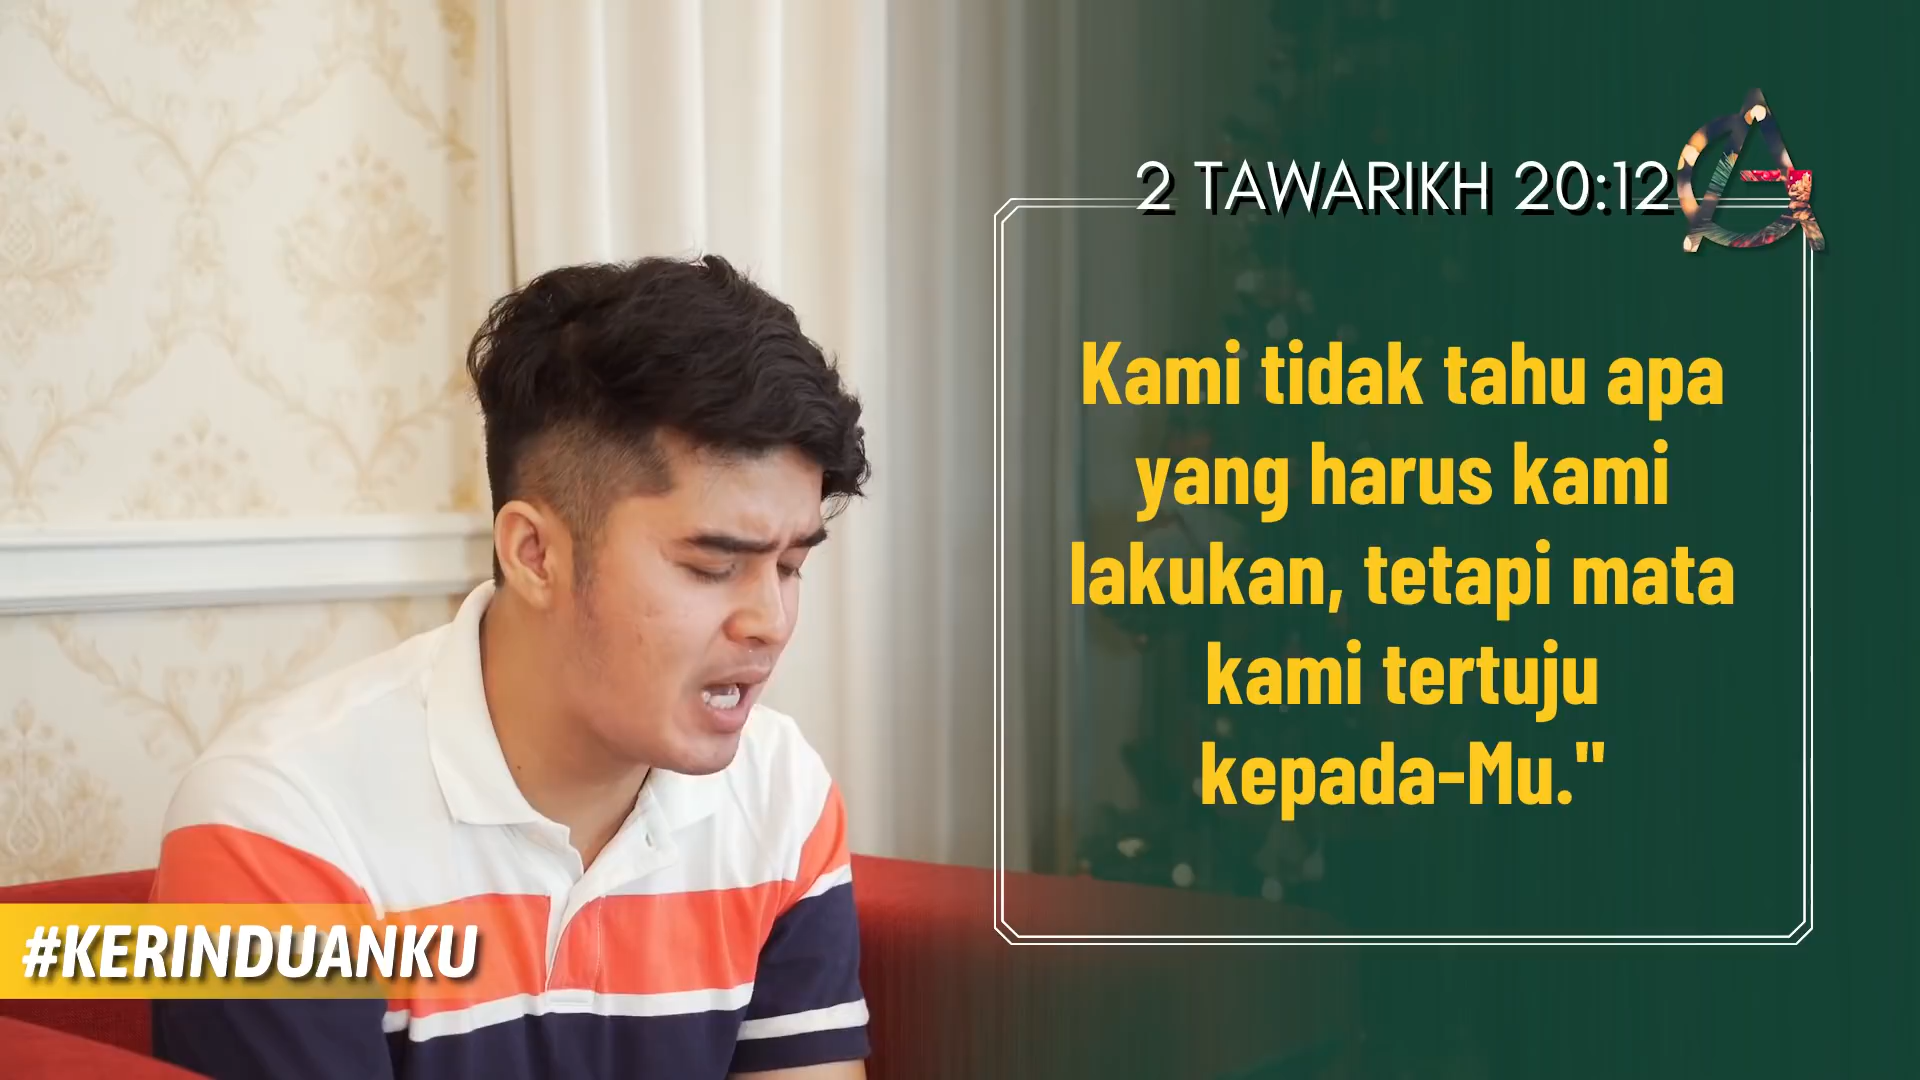 2 TAWARIKH 20:12
Kami tidak tahu apa
yang harus kami
lakukan, tetapi mata
kami tertuju
kepada-Mu."
#KERINDUANKU